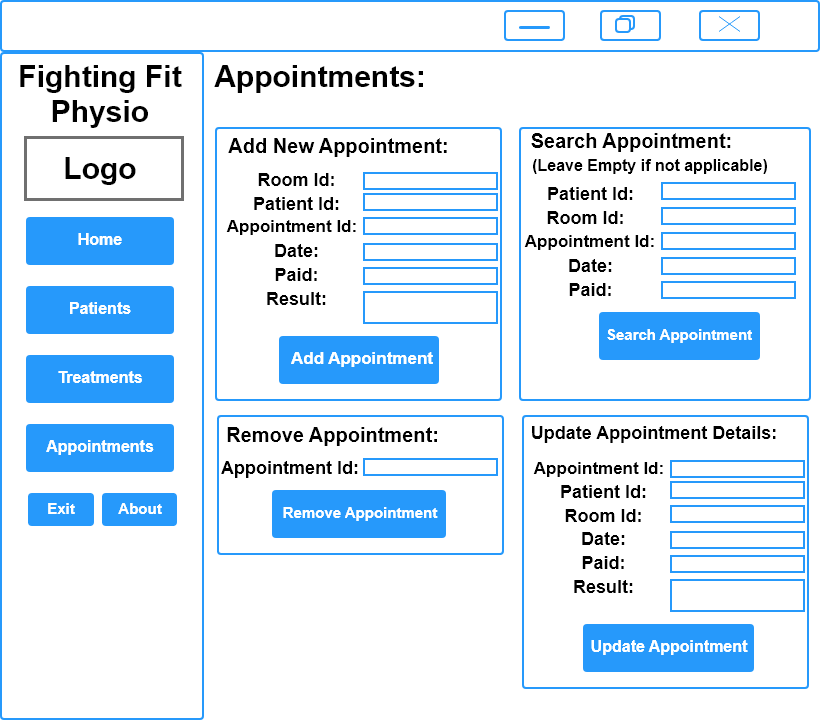 Fighting Fit
Physio
Logo
Home
Patients
Treatments
Appointments
Exit
About
Appointments:
Add New Appointment:
Room Id:
Patient Id:
Appointment Id:
Date:
Paid:
Result:
Add Appointment
Search Appointment:
(Leave Empty if not applicable)
Patient Id:
Room Id:
Appointment Id:
Date:
Paid:
Search Appointment
Remove Appointment:
Appointment Id:
Remove Appointment
Update Appointment Details:
Appointment Id:
Patient Id:
Room Id:
Date:
Paid:
Result:
Update Appointment